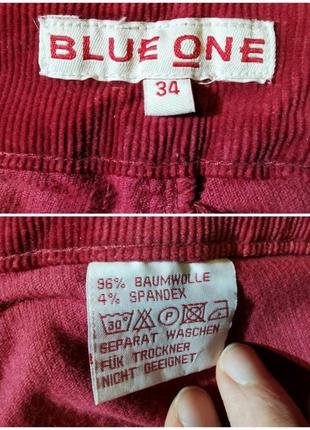 BLUE ONE
34
96% BAUMWOLLE
4% SPANDEX
30° P
SEPARAT WASCHEN
FÜR TROCKNER
NICHT GEEIGNET